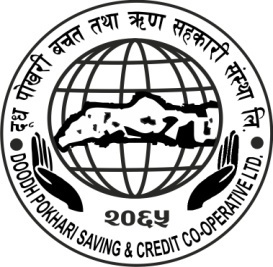 दूध पोखरी बचत तथा ऋण सहकारी संस्था लि.
२०६५
DOODH POKHARI SAVING & CREDIT CO-OPERATIVE LTD.